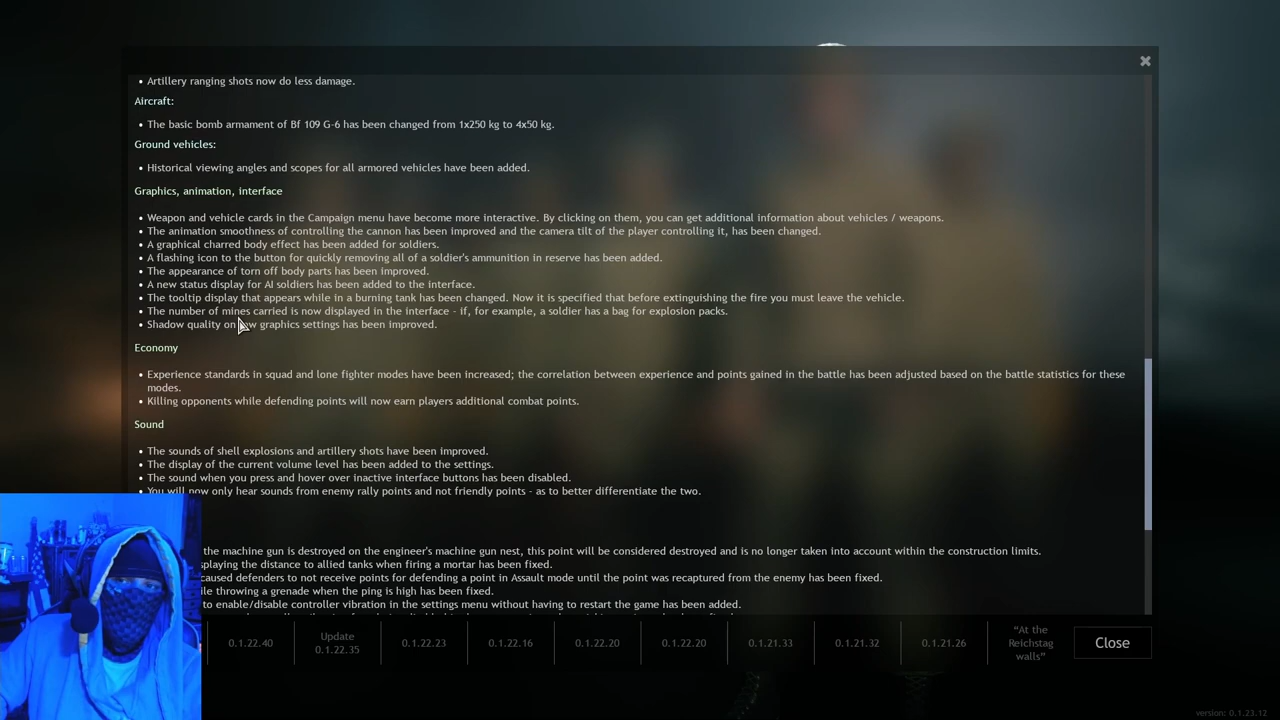 • Artillery ranging shots now do less damage.
Aircraft:
• The basic bomb armament of Bf 109 G-6 has been changed from 1x250 kg to 4x50 kg.
Ground vehicles:
• Historical viewing angles and scopes for all armored vehicles have been added.
Graphics, animation, interface
• Weapon and vehicle cards in the Campaign menu have become more interactive. By clicking on them, you can get additional information about vehicles / weapons.
• The animation smoothness of controlling the cannon has been improved and the camera tilt of the player controlling it, has been changed.
• A graphical charred body effect has been added for soldiers.
• A flashing icon to the button for quickly removing all of a soldier's ammunition in reserve has been added.
• The appearance of torn off body parts has been improved.
• A new status display for AI soldiers has been added to the interface.
• The tooltip display that appears while in a burning tank has been changed. Now it is specified that before extinguishing the fire you must leave the vehicle.
• The number of mines carried is now displayed in the interface - if, for example, a soldier has a bag for explosion packs.
• Shadow quality on graphics settings has been improved.
Economy
• Experience standards in squad and lone fighter modes have been increased; the correlation between experience and points gained in the battle has been adjusted based on the battle statistics for these
modes.
• Killing opponents while defending points will now earn players additional combat points.
Sound
• The sounds of shell explosions and artillery shots have been improved.
• The display of the current volume level has been added to the settings.
• The sound when you press and hover over inactive interface buttons has been disabled.
• You will now only hear sounds from enemy rally points and not friendly points - as to better differentiate the two.
the machine gun is destroyed on the engineer's machine gun nest, this point will be considered destroyed and is no longer taken into account within the construction limits.
displaying the distance to allied tanks when firing a mortar has been fixed.
caused defenders to not receive points for defending a point in Assault mode until the point was recaptured from the enemy has been fixed.
while throwing a grenade when the ping is high has been fixed.
to enable/disable controller vibration in the settings menu without having to restart the game has been added.
0.1.22.40
Update
0.1.22.35
0.1.22.23
0.1.22.16
0.1.22.20
0.1.22.20
0.1.21.33
0.1.21.32
0.1.21.26
"At the
Reichstag
walls"
Close
version: 0.1.23.12